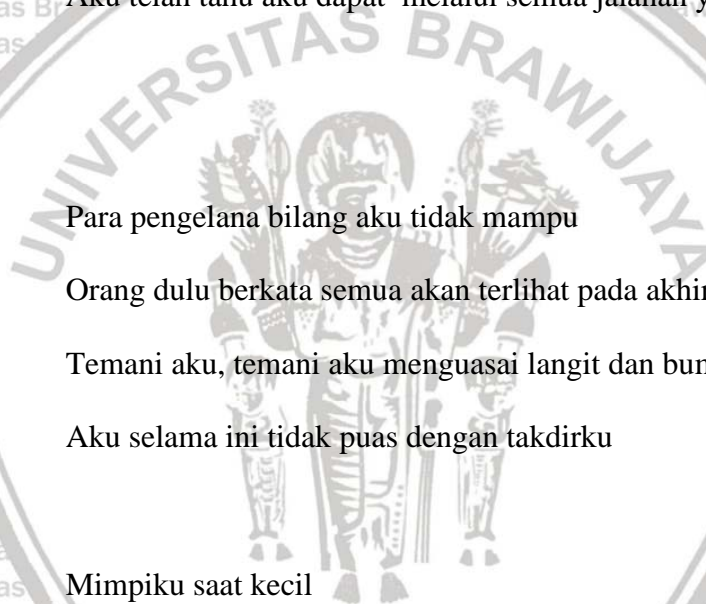 Aku telah tahu aku dapat melalui semua jalanan
UNIVERSITAS BRAWIJAYA
Para pengelana bilang aku tidak mampu
Orang dulu berkata semua akan terlihat pada akhir
Temani aku, temani aku menguasai langit dan bum
Aku selama ini tidak puas dengan takdirku
Mimpiku saat kecil